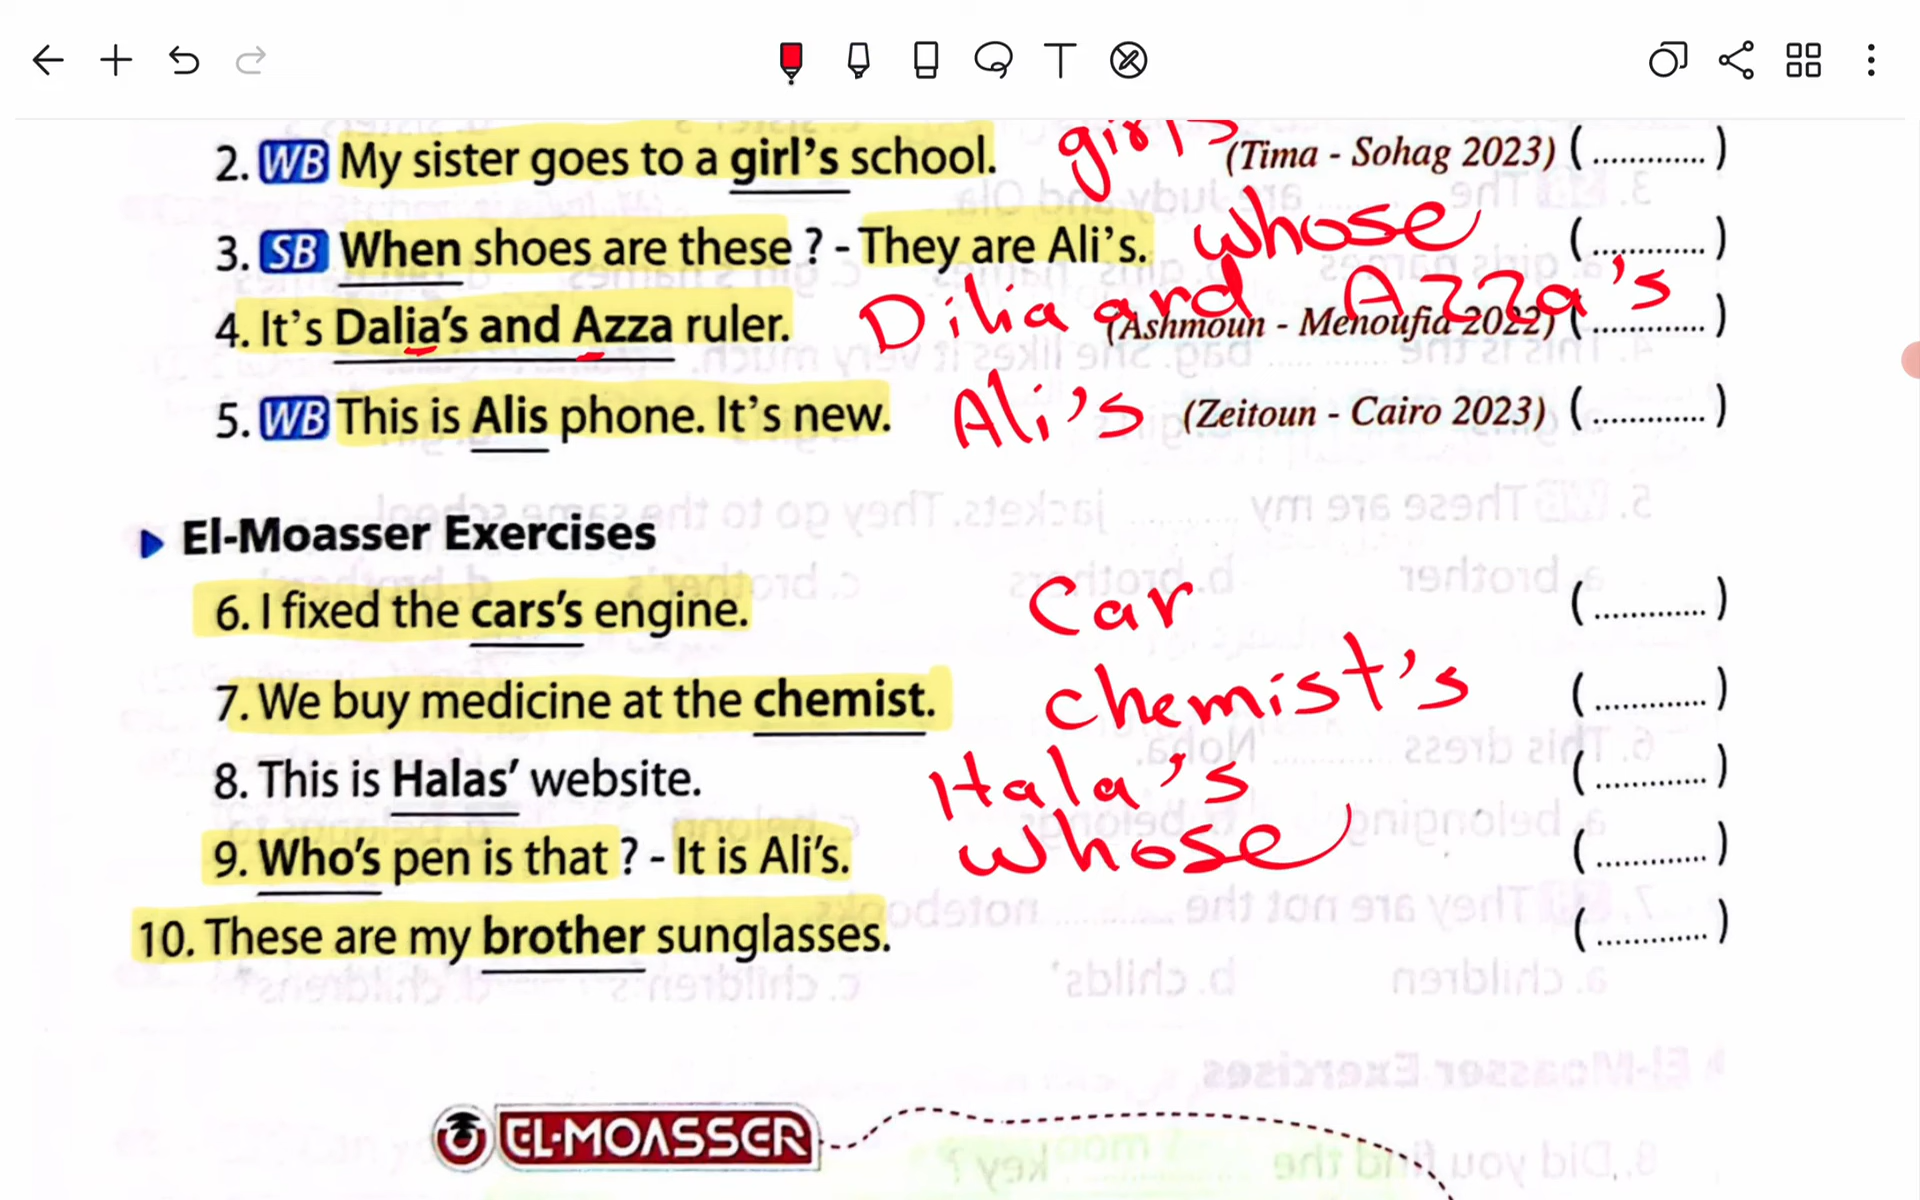 2. WB My sister goes to a girl's school. girls (Tima - Sohag 2023) (.............)
3. SB When shoes are these ? - They are Ali's. whose (.............)
4. It's Dalia's and Azza ruler. Dilia and Azza's (Ashmoun - Menoufia 2022) (.............)
5. WB This is Alis phone. It's new. Ali's (Zeitoun - Cairo 2023) (.............)
El-Moasser Exercises
6. I fixed the cars's engine. Car (.............)
7. We buy medicine at the chemist. chemist's (.............)
8. This is Halas' website. Hala's (.............)
9. Who's pen is that ? - It is Ali's. whose (.............)
10. These are my brother sunglasses. (.............)
EL-MOASSER